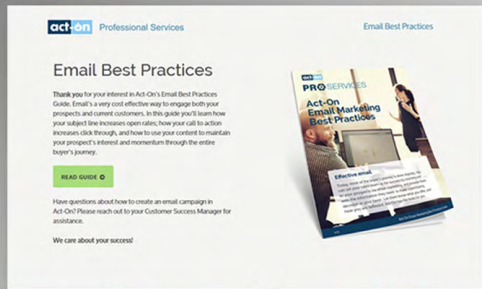 act-on Professional Services
Email Best Practices
Email Best Practices
Thank you for your interest in Act-On's Email Best Practices
Guide. Email's a very cost effective way to engage both your
prospects and current customers. In this guide you'll learn how
your subject line increases open rates; how your call to action
increases click through, and how to use your content to maintain
your prospect's interest and momentum through the entire
buyer's journey.
READ GUIDE
Have questions about how to create an email campaign in
Act-On? Please reach out to your Customer Success Manager for
assistance.
We care about your success!
act-on
PRO SERVICES
Act-On
Email Marketing
Best Practices
Effective email